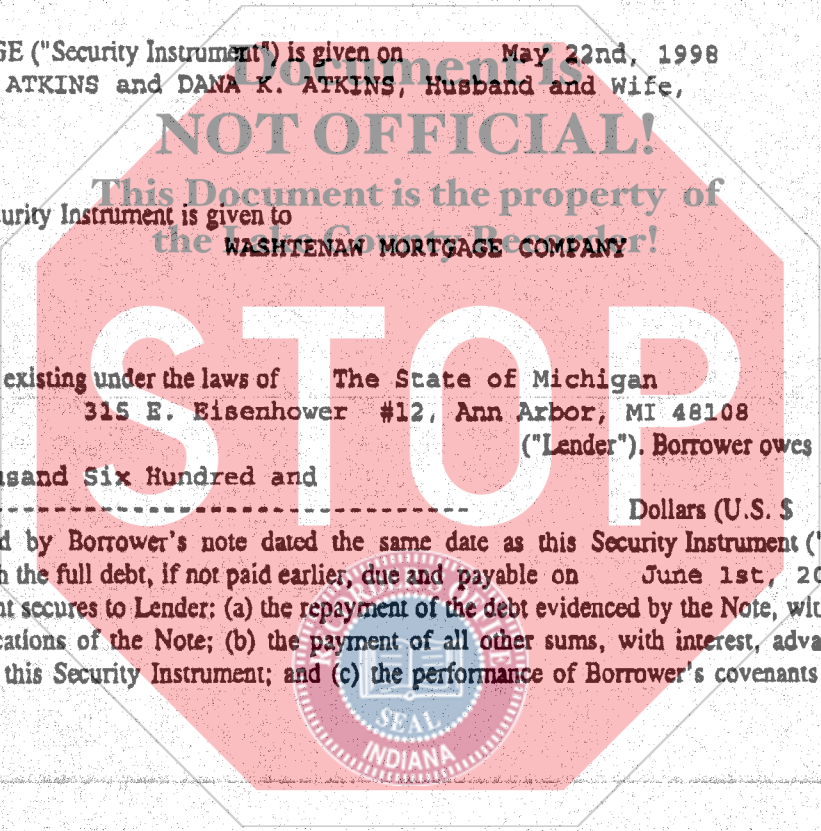 GE ("Security Instrument") is given on May 22nd, 1998
Document is
ATKINS and DANA K. ATKINS, Husband and Wife,
NOT OFFICIAL!
This Document is the property of
urity Instrument is given to
the Lake County Recorder!
WASHTENAW MORTGAGE COMPANY
STOP
existing under the laws of The State of Michigan
315 E. Eisenhower #12, Ann Arbor, MI 48108
("Lender"). Borrower owes
usand Six Hundred and
---------------------------------- Dollars (U.S. $
d by Borrower's note dated the same date as this Security Instrument ("
h the full debt, if not paid earlier, due and payable on June 1st, 20
nt secures to Lender: (a) the repayment of the debt evidenced by the Note, wit
cations of the Note; (b) the payment of all other sums, with interest, adva
this Security Instrument; and (c) the performance of Borrower's covenants
SEAL
INDIANA